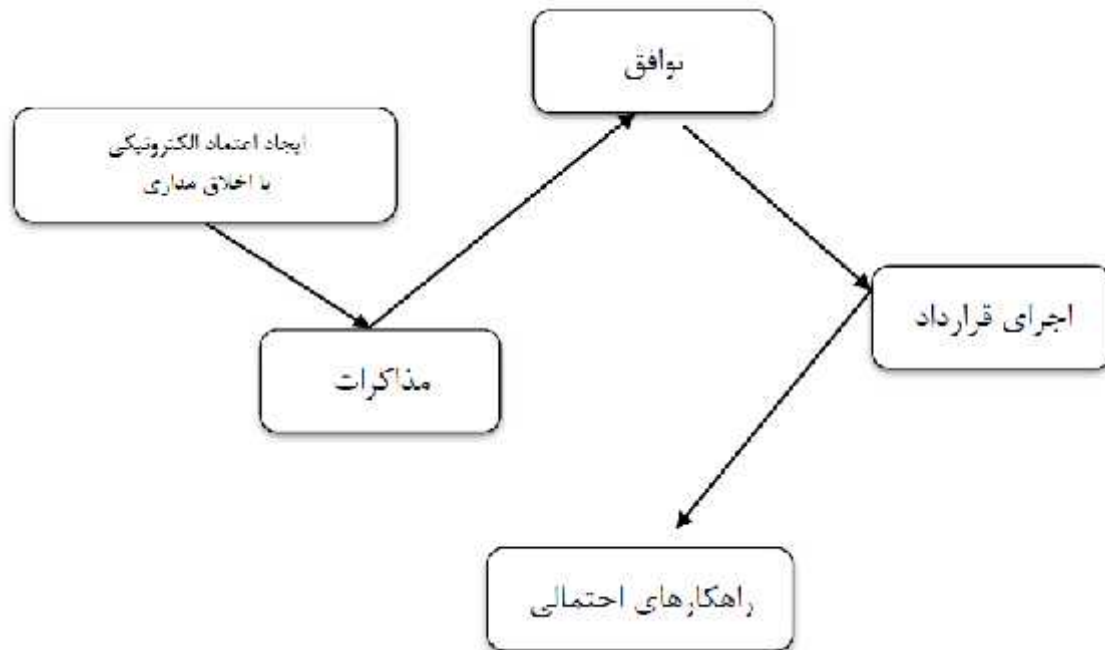 توافق
ایجاد اعتماد الکترونیکی
با اخلاق مداری
اجرای قرارداد
مذاکرات
راهکارهای احتمالی